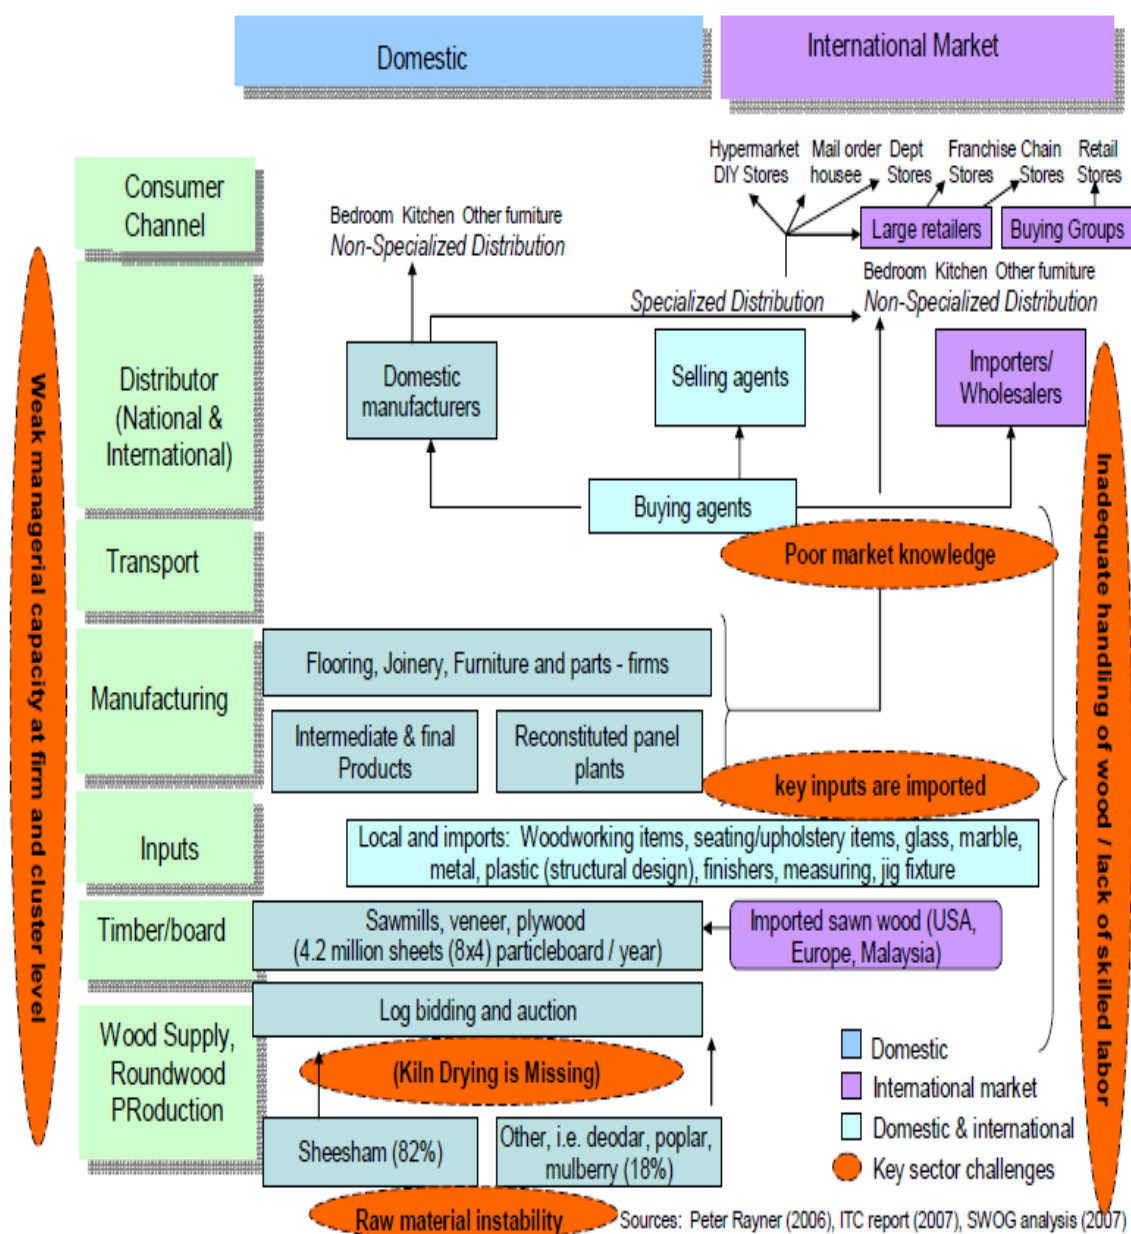 Domestic
International Market
Hypermarket
DIY Stores
Mail order
housee
Dept
Stores
Franchise
Stores
Chain
Stores
Retail
Stores
Consumer
Channel
Bedroom Kitchen Other furniture
Non-Specialized Distribution
Large retailers
Buying Groups
Bedroom Kitchen Other furniture
Specialized Distribution
Non-Specialized Distribution
Distributor
(National &
International)
Domestic
manufacturers
Selling agents
Importers/
Wholesalers
Buying agents
Poor market knowledge
Transport
Manufacturing
Flooring, Joinery, Furniture and parts - firms
Intermediate & final
Products
Reconstituted panel
plants
key inputs are imported
Inputs
Local and imports: Woodworking items, seating/upholstery items, glass, marble,
metal, plastic (structural design), finishers, measuring, jig fixture
Timber/board
Sawmills, veneer, plywood
(4.2 million sheets (8x4) particleboard / year)
Imported sawn wood (USA,
Europe, Malaysia)
Log bidding and auction
Wood Supply,
Roundwood
PRoduction
(Kiln Drying is Missing)
Sheesham (82%)
Other, i.e. deodar, poplar,
mulberry (18%)
Raw material instability
Weak managerial capacity at firm and cluster level
Inadequate handling of wood / lack of skilled labor
Domestic
International market
Domestic & international
Key sector challenges
Sources: Peter Rayner (2006), ITC report (2007), SWOG analysis (2007)